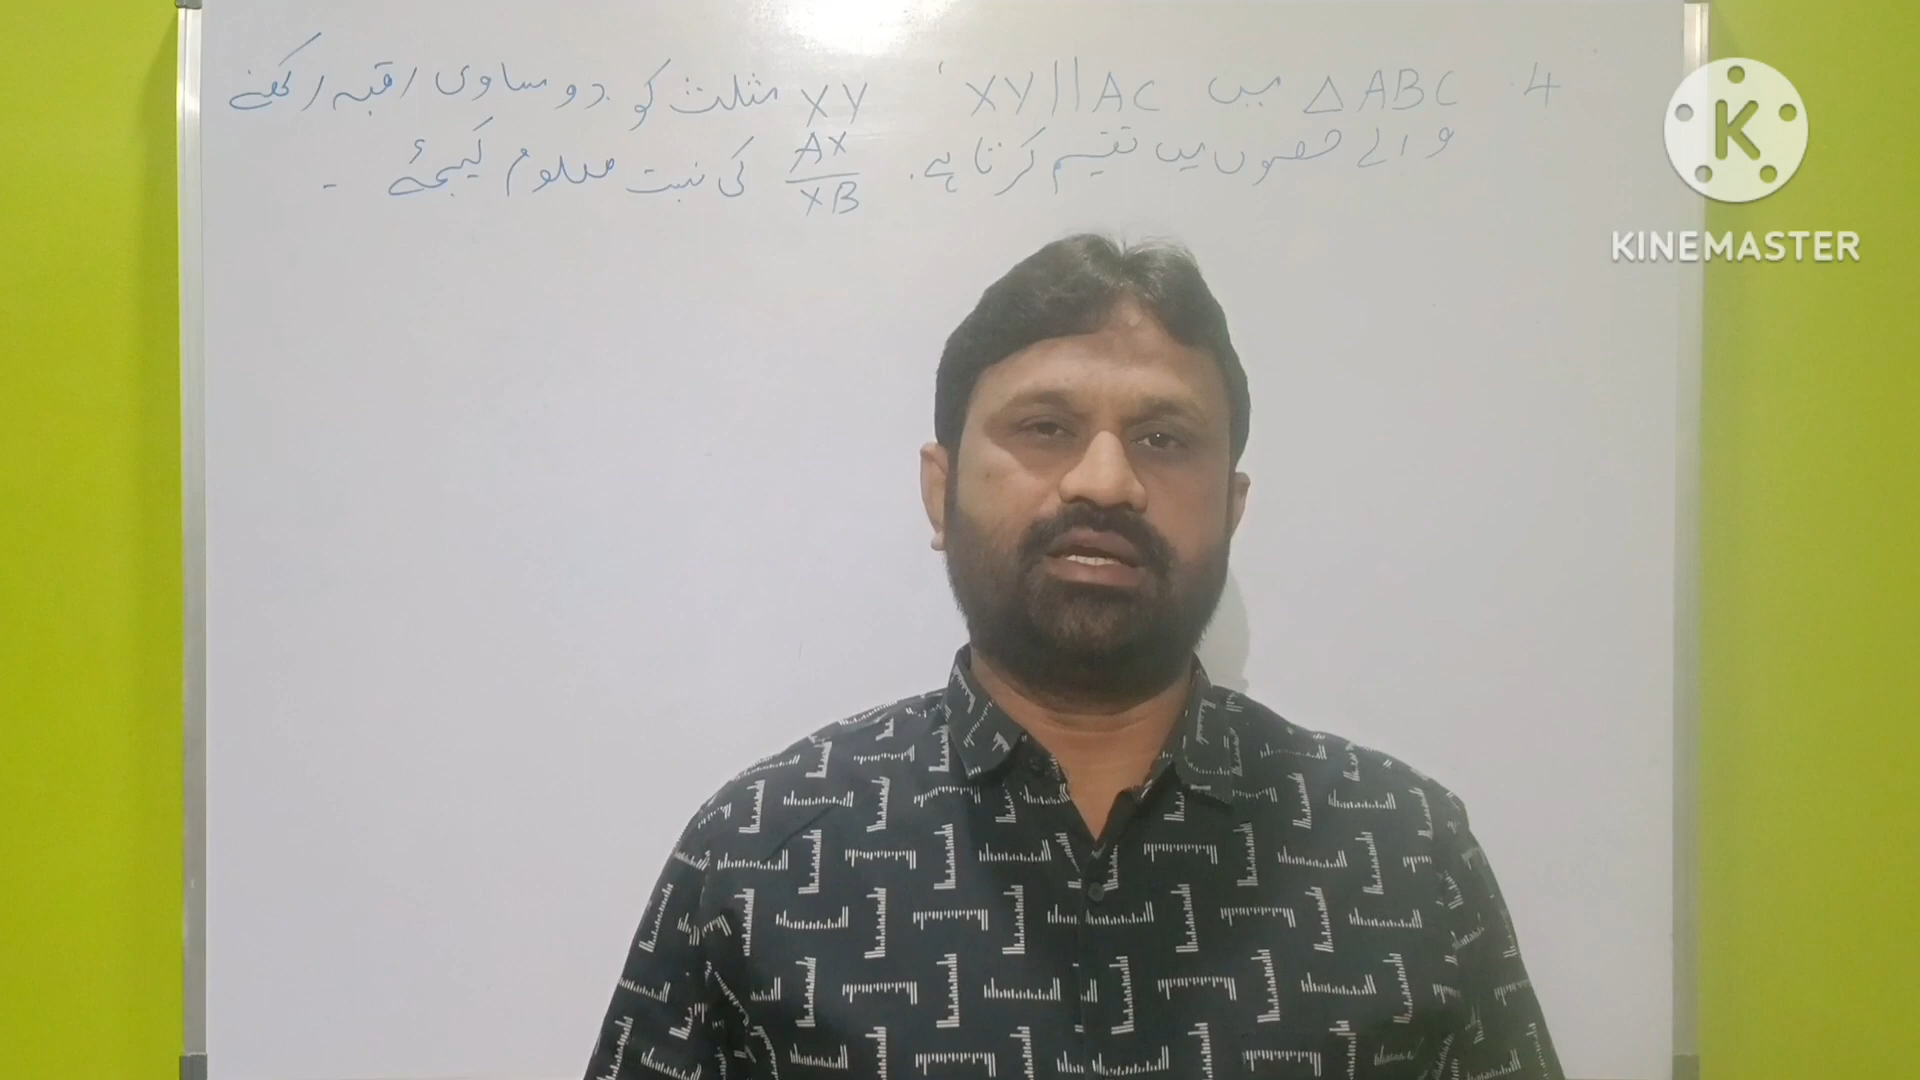 4. △ABC میں XY||AC ، XY مثلث کو دو مساوی رقبہ رکھنے
والے حصوں میں تقسیم کرتا ہے۔ AX/XB کی نسبت معلوم کیجئے ۔
K
KINEMASTER